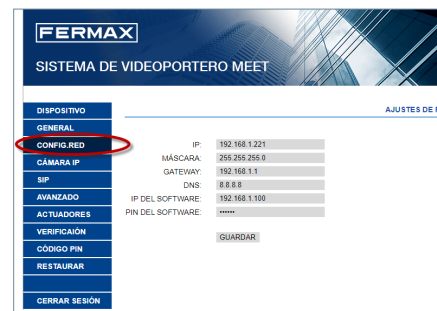 FERMAX
SISTEMA DE VIDEOPORTERO MEET
DISPOSITIVO
AJUSTES DE
GENERAL
CONFIG.RED
CÁMARA IP
SIP
AVANZADO
ACTUADORES
VERIFICAIÓN
CÓDIGO PIN
RESTAURAR
CERRAR SESIÓN
IP: 192.168.1.221
MÁSCARA: 255.255.255.0
GATEWAY: 192.168.1.1
DNS: 8.8.8.8
IP DEL SOFTWARE: 192.168.1.100
PIN DEL SOFTWARE: ••••••
GUARDAR